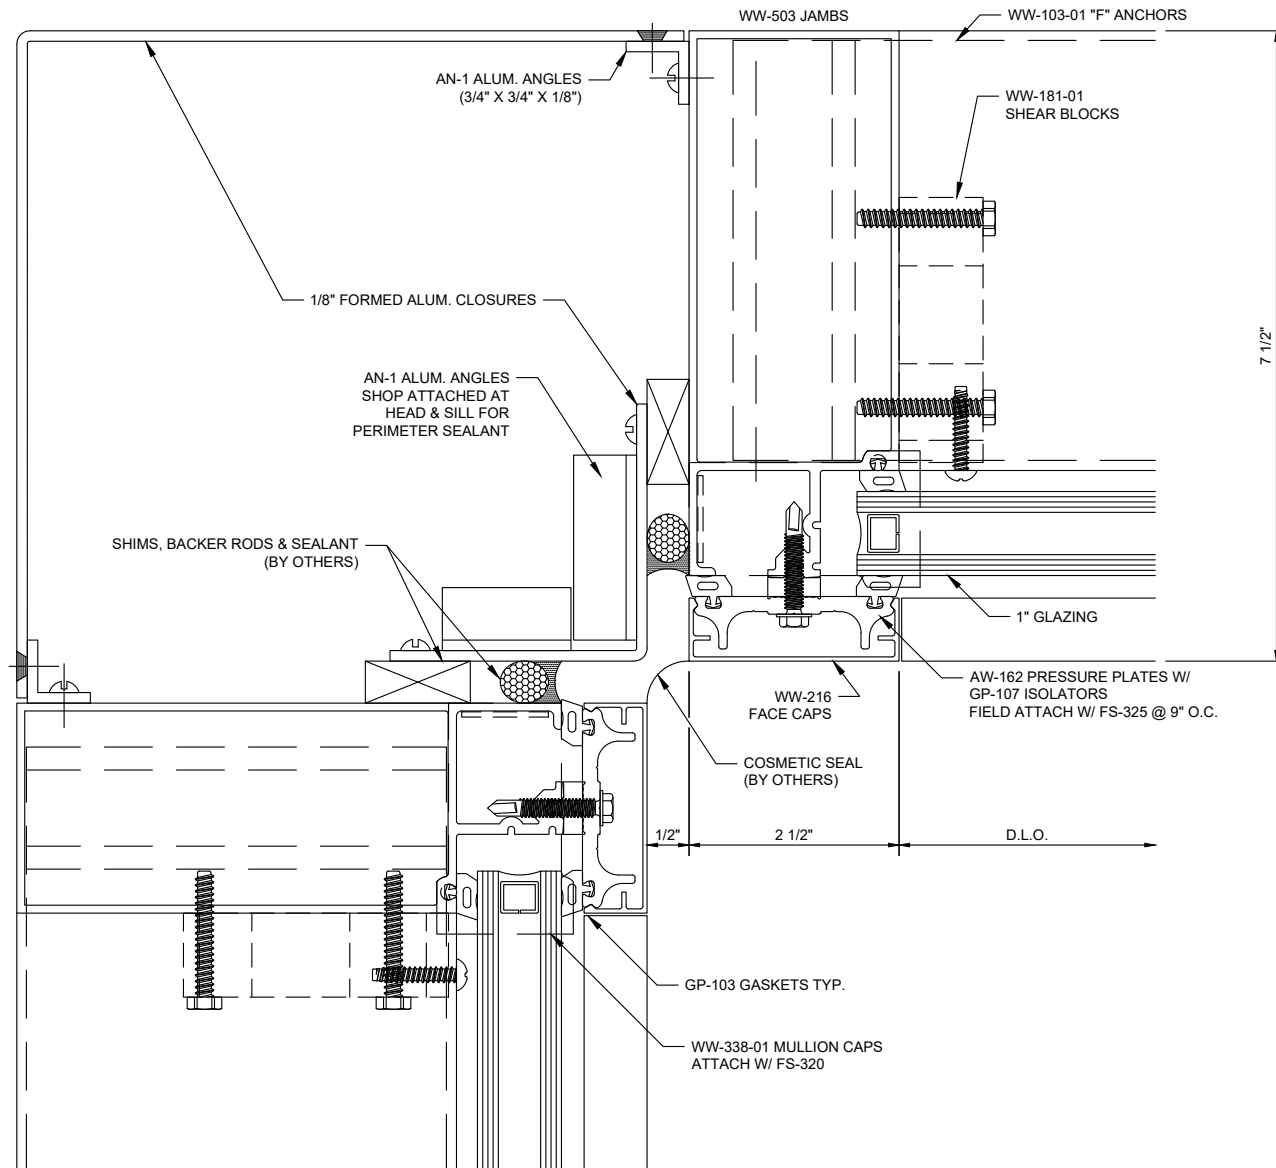 WW-503 JAMBS
WW-103-01 "F" ANCHORS
AN-1 ALUM. ANGLES
(3/4" X 3/4" X 1/8")
WW-181-01
SHEAR BLOCKS
1/8" FORMED ALUM. CLOSURES
7 1/2"
AN-1 ALUM. ANGLES
SHOP ATTACHED AT
HEAD & SILL FOR
PERIMETER SEALANT
SHIMS, BACKER RODS & SEALANT
(BY OTHERS)
1" GLAZING
AW-162 PRESSURE PLATES W/
GP-107 ISOLATORS
FIELD ATTACH W/ FS-325 @ 9" O.C.
WW-216
FACE CAPS
COSMETIC SEAL
(BY OTHERS)
1/2"
2 1/2"
D.L.O.
GP-103 GASKETS TYP.
WW-338-01 MULLION CAPS
ATTACH W/ FS-320